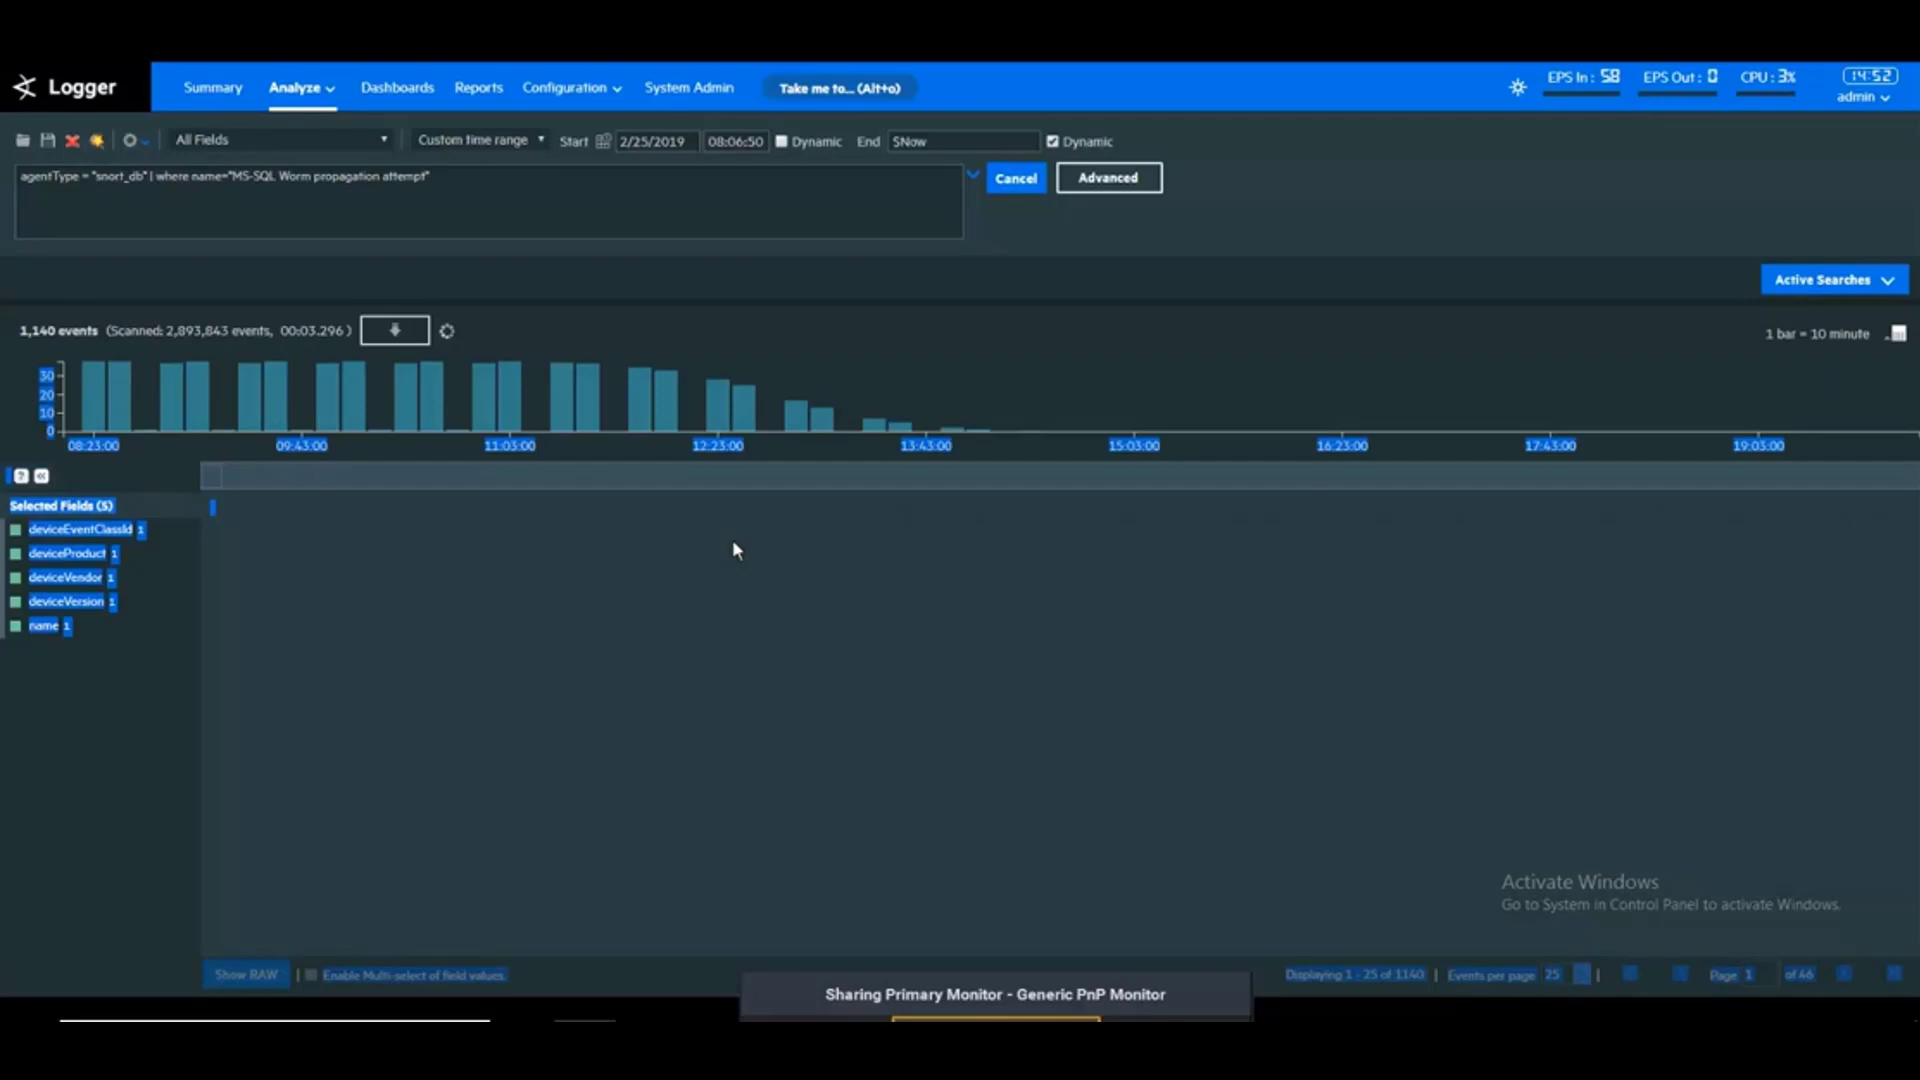 Logger
Summary Analyze Dashboards Reports Configuration System Admin Take me to... (Alt+o) EPS In : 58 EPS Out : 0 CPU : 3% 14:52
admin
All Fields Custom time range Start 2/25/2019 08:06:50 Dynamic End $Now Dynamic
agentType = "snort_db" | where name="MS-SQL Worm propagation attempt"
Cancel Advanced
Active Searches
1,140 events (Scanned: 2,893,843 events, 00:03.296 ) 1 bar = 10 minute
30
20
10
0
08:23:00 09:43:00 11:03:00 12:23:00 13:43:00 15:03:00 16:23:00 17:43:00 19:03:00
?
Selected Fields (5)
deviceEventClassId 1
deviceProduct 1
deviceVendor 1
deviceVersion 1
name 1
Activate Windows
Go to System in Control Panel to activate Windows.
Show RAW | Enable Multi-select of field values. Displaying 1 - 25 of 1140 | Events per page 25 | Page 1 of 46
Sharing Primary Monitor - Generic PnP Monitor